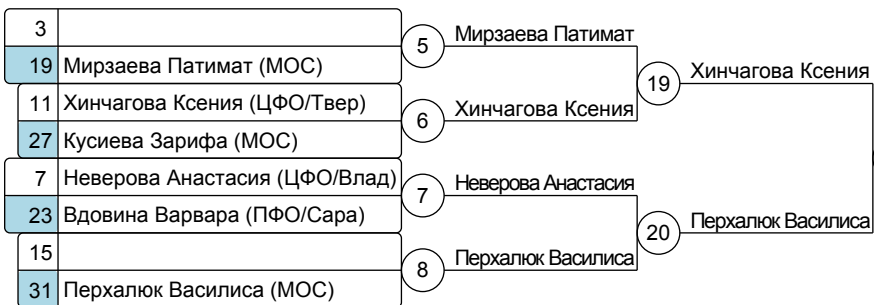 3
19 Мирзаева Патимат (МОС)
11 Хинчагова Ксения (ЦФО/Твер)
27 Кусиева Зарифа (МОС)
7 Неверова Анастасия (ЦФО/Влад)
23 Вдовина Варвара (ПФО/Сара)
15
31 Перхалюк Василиса (МОС)
5 Мирзаева Патимат
6 Хинчагова Ксения
7 Неверова Анастасия
8 Перхалюк Василиса
19 Хинчагова Ксения
20 Перхалюк Василиса